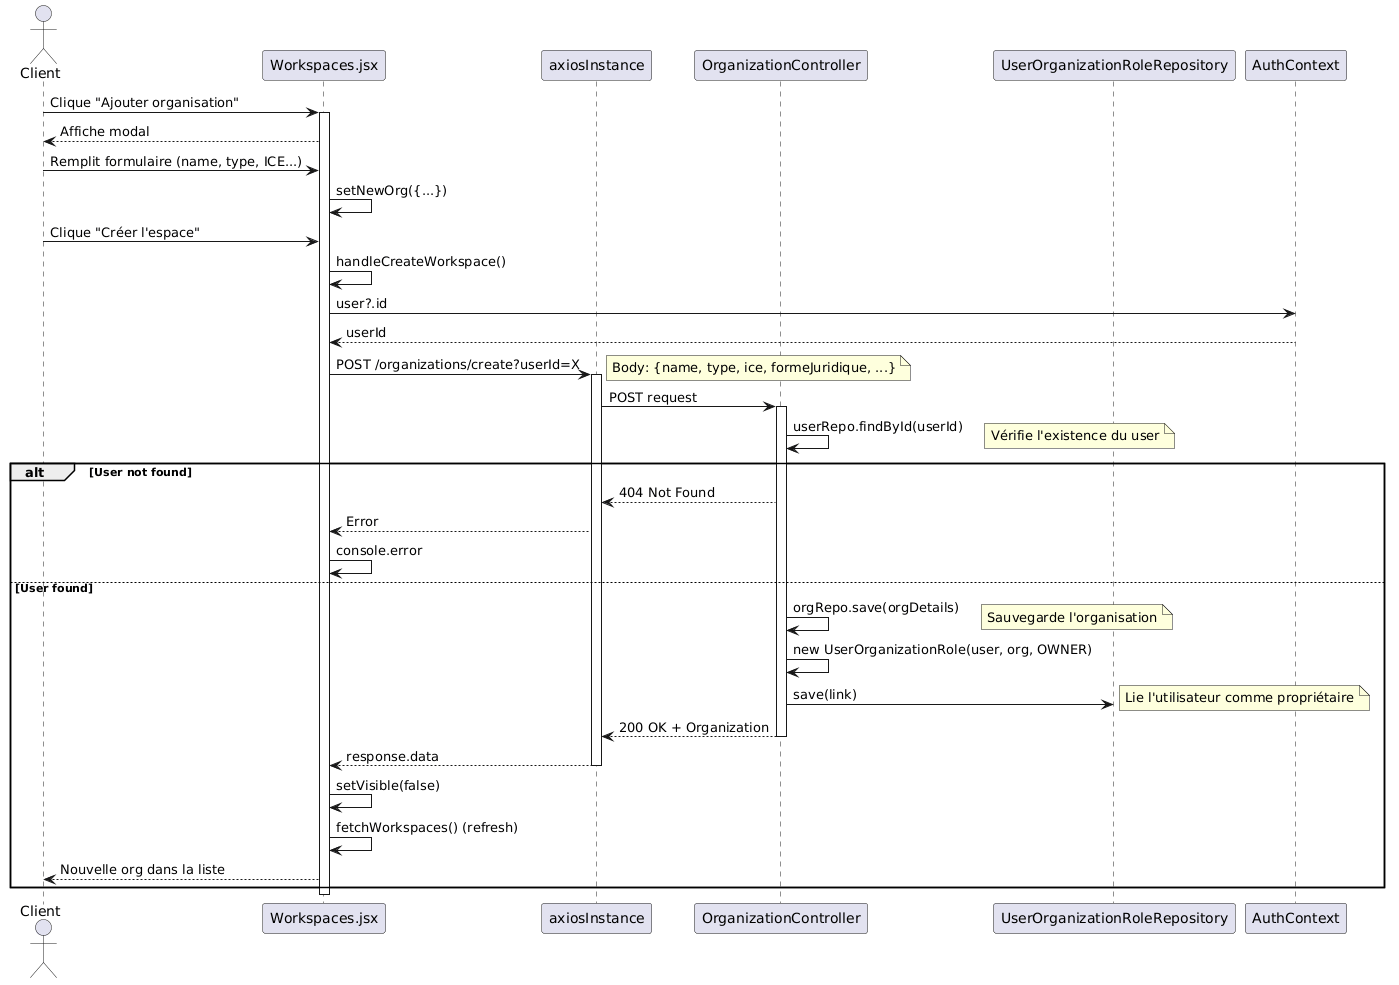 Client
Workspaces.jsx
axiosInstance
OrganizationController
UserOrganizationRoleRepository
AuthContext
Clique "Ajouter organisation"
Affiche modal
Remplit formulaire (name, type, ICE...)
setNewOrg({...})
Clique "Créer l'espace"
handleCreateWorkspace()
user?.id
userId
POST /organizations/create?userId=X
Body: {name, type, ice, formeJuridique, ...}
POST request
userRepo.findById(userId)
Vérifie l'existence du user
alt
[User not found]
404 Not Found
Error
console.error
[User found]
orgRepo.save(orgDetails)
Sauvegarde l'organisation
new UserOrganizationRole(user, org, OWNER)
save(link)
Lie l'utilisateur comme propriétaire
200 OK + Organization
response.data
setVisible(false)
fetchWorkspaces() (refresh)
Nouvelle org dans la liste
Client
Workspaces.jsx
axiosInstance
OrganizationController
UserOrganizationRoleRepository
AuthContext